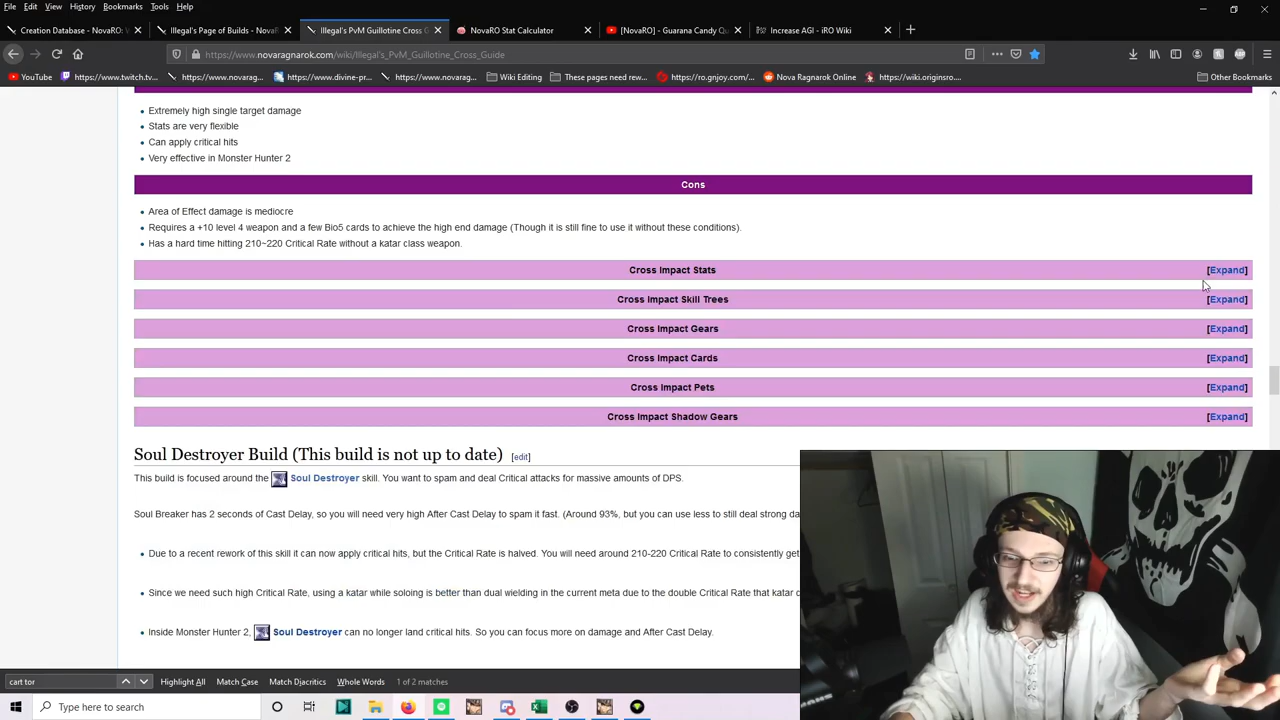 File Edit View History Bookmarks Tools Help
Creation Database - NovaRO: W
Illegal's Page of Builds - NovaRO
Illegal's PvM Guillotine Cross G
NovaRO Stat Calculator
[NovaRO] - Guarana Candy Qu
Increase AGI - iRO Wiki
https://www.novaragnarok.com/wiki/Illegal's_PvM_Guillotine_Cross_Guide
YouTube https://www.twitch.tv... https://www.novarag... https://www.divine-pr... https://www.novarag... Wiki Editing These pages need rew... https://ro.gnjoy.com/... Nova Ragnarok Online https://wiki.originsro... Other Bookmarks
Extremely high single target damage
Stats are very flexible
Can apply critical hits
Very effective in Monster Hunter 2
Cons
Area of Effect damage is mediocre
Requires a +10 level 4 weapon and a few Bio5 cards to achieve the high end damage (Though it is still fine to use it without these conditions).
Has a hard time hitting 210~220 Critical Rate without a katar class weapon.
Cross Impact Stats [Expand]
Cross Impact Skill Trees [Expand]
Cross Impact Gears [Expand]
Cross Impact Cards [Expand]
Cross Impact Pets [Expand]
Cross Impact Shadow Gears [Expand]
Soul Destroyer Build (This build is not up to date) [edit]
This build is focused around the Soul Destroyer skill. You want to spam and deal Critical attacks for massive amounts of DPS.
Soul Breaker has 2 seconds of Cast Delay, so you will need very high After Cast Delay to spam it fast. (Around 93%, but you can use less to still deal strong da
Due to a recent rework of this skill it can now apply critical hits, but the Critical Rate is halved. You will need around 210-220 Critical Rate to consistently get
Since we need such high Critical Rate, using a katar while soloing is better than dual wielding in the current meta due to the double Critical Rate that katar c
Inside Monster Hunter 2, Soul Destroyer can no longer land critical hits. So you can focus more on damage and After Cast Delay.
cart tor Highlight All Match Case Match Diacritics Whole Words 1 of 2 matches
Type here to search